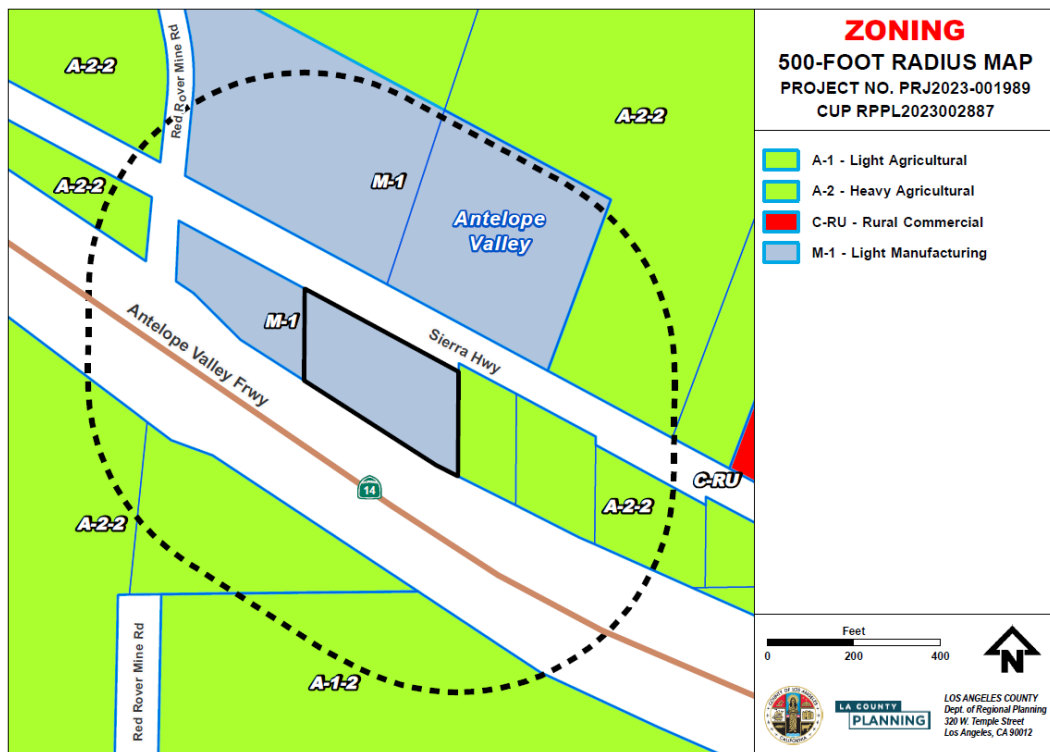 ZONING
500-FOOT RADIUS MAP
PROJECT NO. PRJ2023-001989
CUP RPPL2023002887
A-1 - Light Agricultural
A-2 - Heavy Agricultural
C-RU - Rural Commercial
M-1 - Light Manufacturing
A-2-2
Red Rover Mine Rd
A-2-2
A-2-2
M-1
Antelope
Valley
M-1
Sierra Hwy
Antelope Valley Frwy
14
C-RU
A-2-2
A-2-2
A-1-2
Red Rover Mine Rd
Feet
0 200 400
N
LA COUNTY
PLANNING
LOS ANGELES COUNTY
Dept. of Regional Planning
320 W. Temple Street
Los Angeles, CA 90012